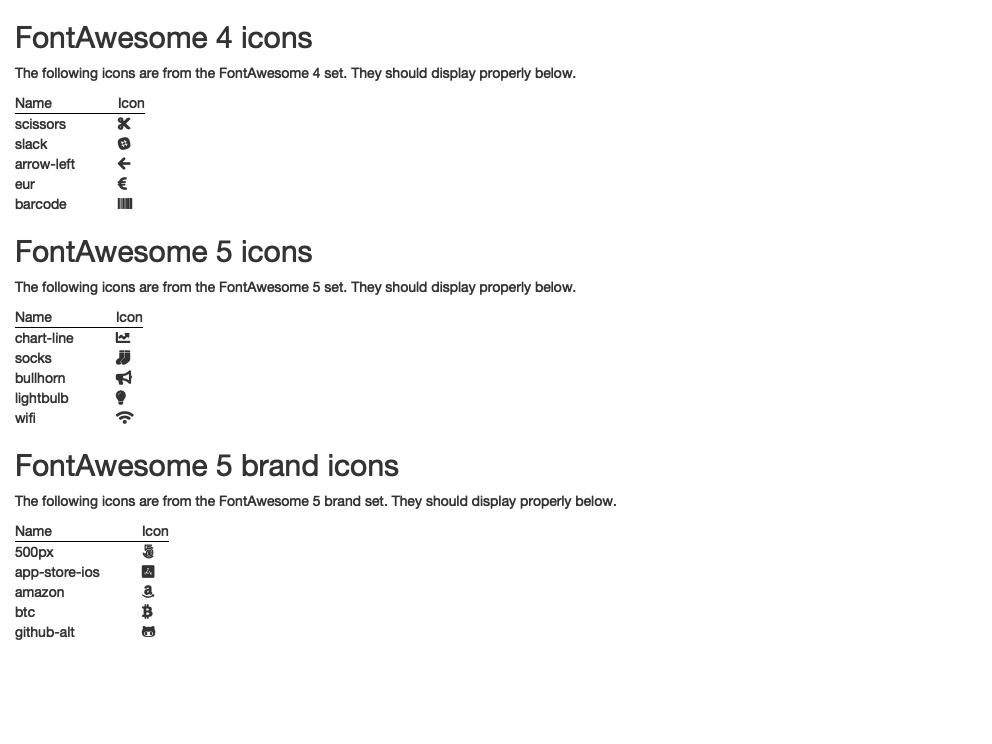 FontAwesome 4 icons
The following icons are from the FontAwesome 4 set. They should display properly below.
Name Icon
scissors
slack
arrow-left
eur €
barcode
FontAwesome 5 icons
The following icons are from the FontAwesome 5 set. They should display properly below.
Name Icon
chart-line
socks
bullhorn
lightbulb
wifi
FontAwesome 5 brand icons
The following icons are from the FontAwesome 5 brand set. They should display properly below.
Name Icon
500px
app-store-ios
amazon
btc
github-alt